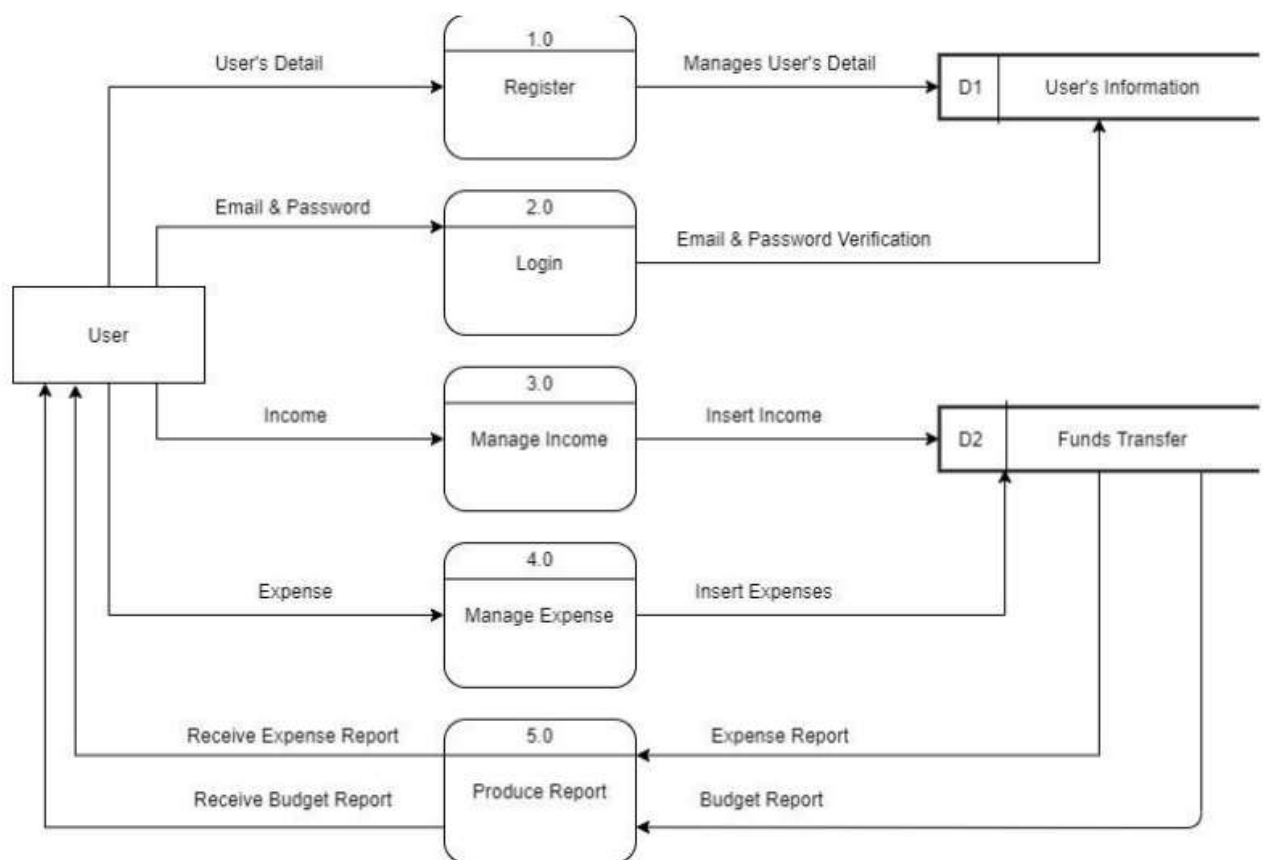 1.0
User's Detail
Manages User's Detail
Register
D1
User's Information
Email & Password
2.0
Email & Password Verification
Login
User
3.0
Income
Insert Income
Manage Income
D2
Funds Transfer
4.0
Expense
Insert Expenses
Manage Expense
Receive Expense Report
5.0
Expense Report
Receive Budget Report
Produce Report
Budget Report